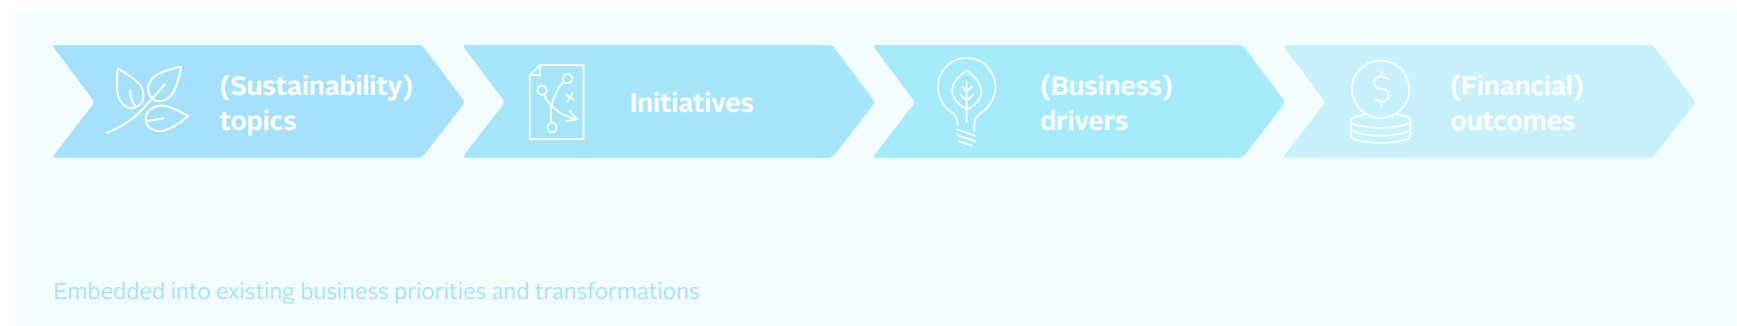 (Sustainability)
topics
Initiatives
(Business)
drivers
$
(Financial)
outcomes
Embedded into existing business priorities and transformations